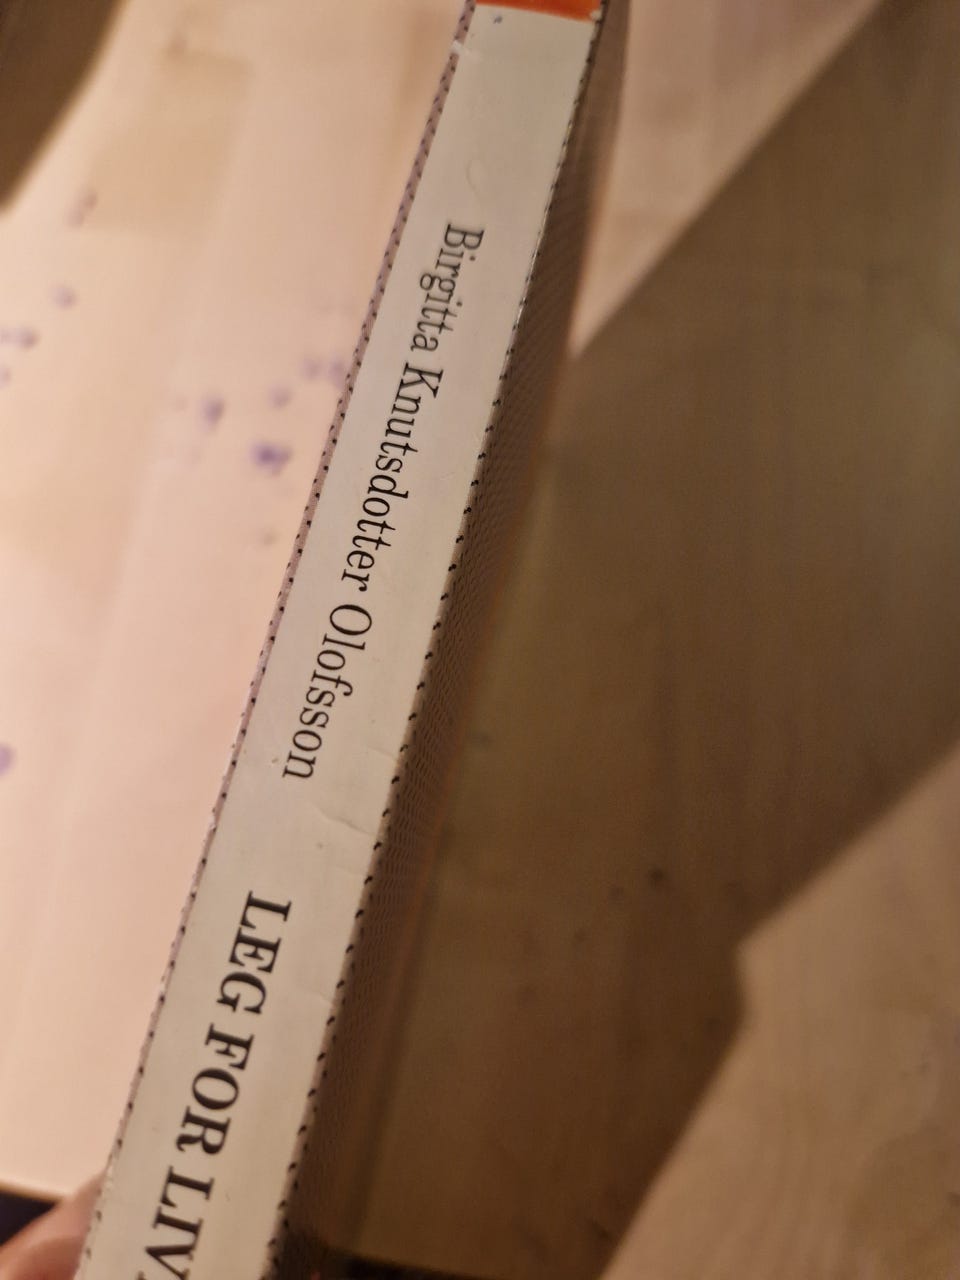 Birgitta Knutsdotter Olofsson
LEG FOR LIV